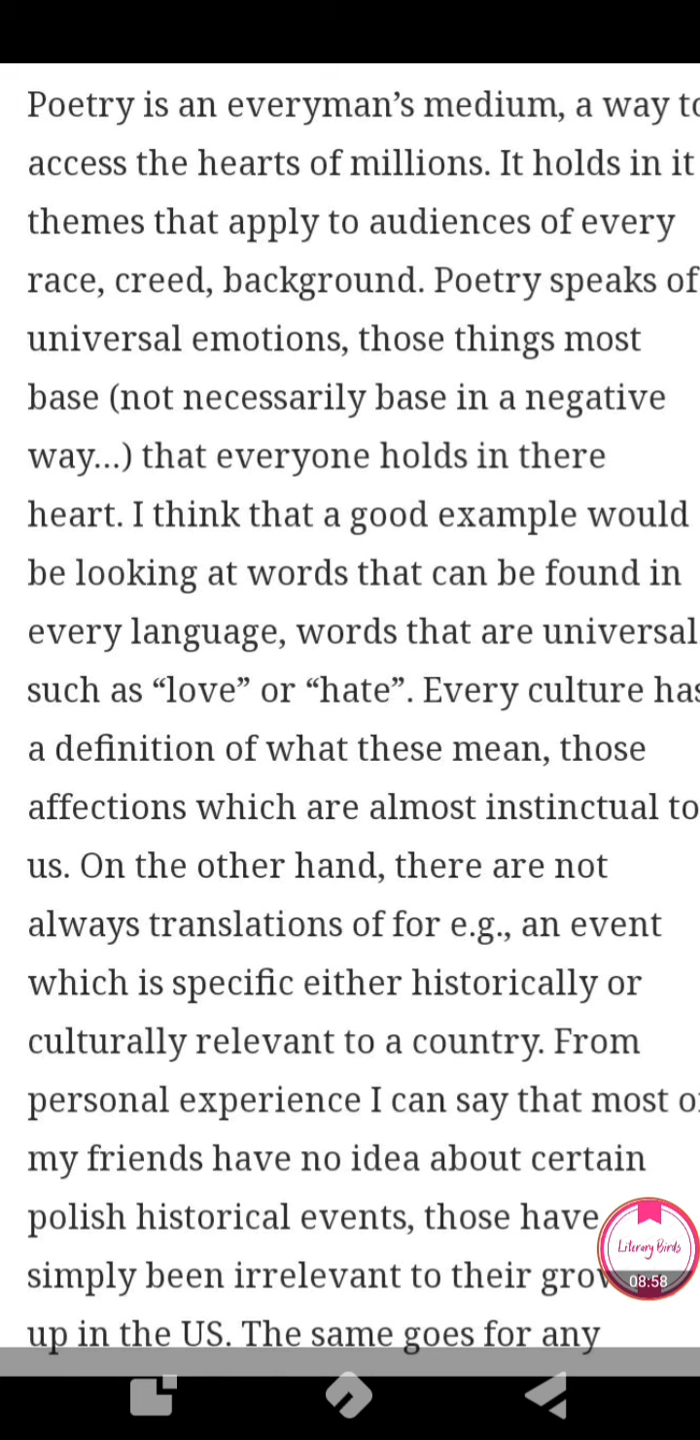 Poetry is an everyman’s medium, a way to
access the hearts of millions. It holds in it
themes that apply to audiences of every
race, creed, background. Poetry speaks of
universal emotions, those things most
base (not necessarily base in a negative
way...) that everyone holds in there
heart. I think that a good example would
be looking at words that can be found in
every language, words that are universal
such as “love” or “hate”. Every culture has
a definition of what these mean, those
affections which are almost instinctual to
us. On the other hand, there are not
always translations of for e.g., an event
which is specific either historically or
culturally relevant to a country. From
personal experience I can say that most of
my friends have no idea about certain
polish historical events, those have
simply been irrelevant to their
up in the US. The same goes for any
Literary Birds
08:58